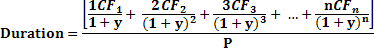 Duration = [1CF₁/(1+y) + 2CF₂/(1+y)² + 3CF₃/(1+y)³ + … + nCFₙ/(1+y)ⁿ] / P